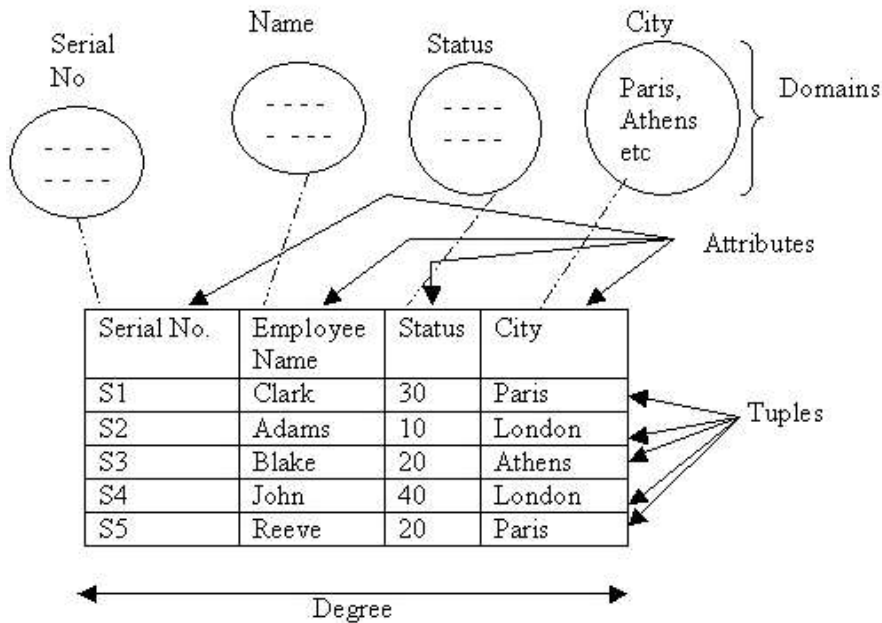 Serial
No
Name
Status
City
- - - -
- - - -
- - - -
- - - -
- - - -
- - - -
Paris,
Athens
etc
Domains
Attributes
Serial No.
Employee
Name
Status
City
S1 Clark 30 Paris
S2 Adams 10 London
S3 Blake 20 Athens
S4 John 40 London
S5 Reeve 20 Paris
Tuples
Degree